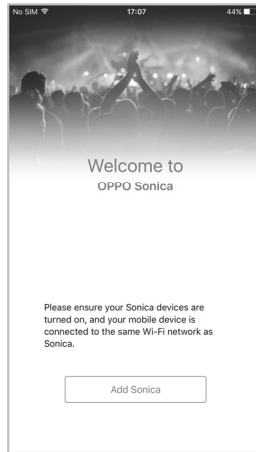 No SIM 17:07 44%
Welcome to
OPPO Sonica
Please ensure your Sonica devices are
turned on, and your mobile device is
connected to the same Wi-Fi network as
Sonica.
Add Sonica